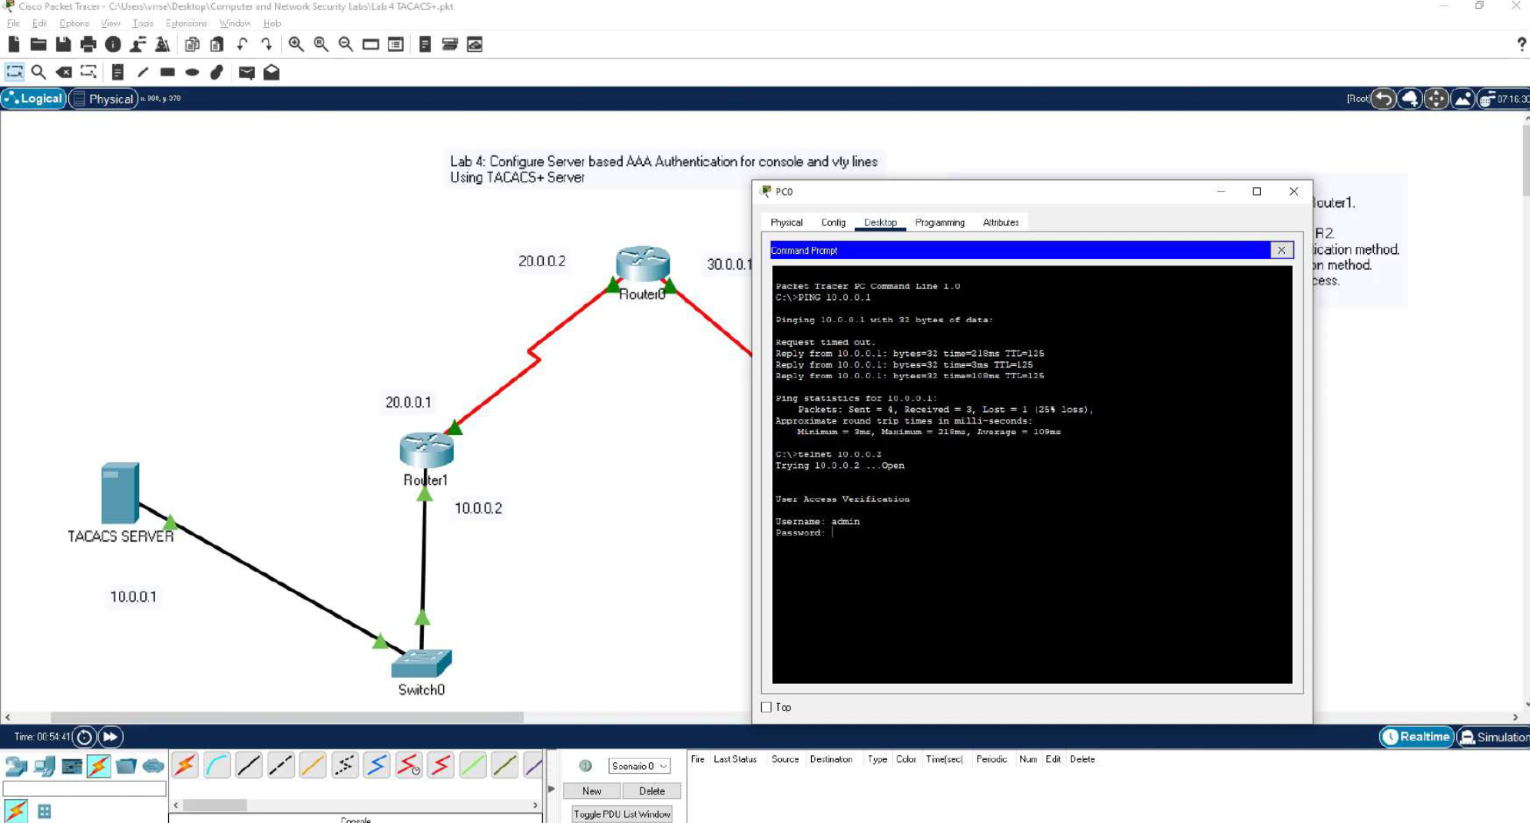 Cisco Packet Tracer - C:\Users\vrrse\Desktop\Computer and Network Security Labs\Lab 4 TACACS+.pkt
File Edit Options View Tools Extensions Window Help
Logical Physical
[Root] 07:16:30
Lab 4: Configure Server based AAA Authentication for console and vty lines
Using TACACS+ Server
PC0
Physical Config Desktop Programming Attributes
Command Prompt X
Packet Tracer PC Command Line 1.0
C:\>PING 10.0.0.1
Pinging 10.0.0.1 with 32 bytes of data:
Request timed out.
Reply from 10.0.0.1: bytes=32 time=218ms TTL=125
Reply from 10.0.0.1: bytes=32 time=3ms TTL=125
Reply from 10.0.0.1: bytes=32 time=108ms TTL=125
Ping statistics for 10.0.0.1:
Packets: Sent = 4, Received = 3, Lost = 1 (25% loss),
Approximate round trip times in milli-seconds:
Minimum = 3ms, Maximum = 218ms, Average = 109ms
C:\>telnet 10.0.0.2
Trying 10.0.0.2 ...Open
User Access Verification
Username: admin
Password:
Top
outer1.
R2.
ication method.
on method.
cess.
20.0.0.2
30.0.0.1
Router0
20.0.0.1
Router1
10.0.0.2
TACACS SERVER
10.0.0.1
Switch0
Time: 00:54:41
Realtime Simulation
Scenario 0
New Delete
Toggle PDU List Window
Fire Last Status Source Destination Type Color Time(sec) Periodic Num Edit Delete
Console